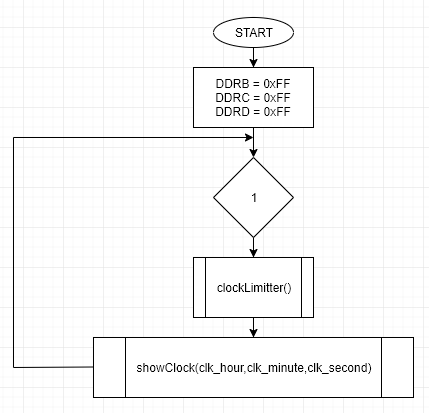 START
DDRB = 0xFF
DDRC = 0xFF
DDRD = 0xFF
1
clockLimitter()
showClock(clk_hour,clk_minute,clk_second)